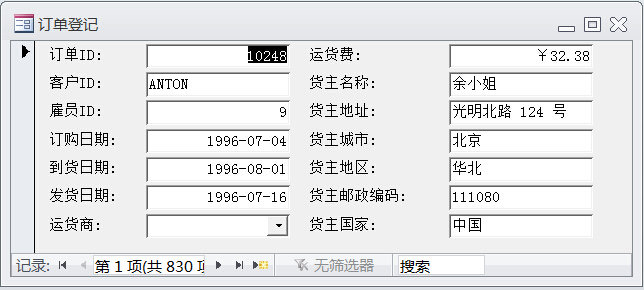 订单登记
订单ID: 10248 运货费: ￥32.38
客户ID: ANTON 货主名称: 余小姐
雇员ID: 9 货主地址: 光明北路 124 号
订购日期: 1996-07-04 货主城市: 北京
到货日期: 1996-08-01 货主地区: 华北
发货日期: 1996-07-16 货主邮政编码: 111080
运货商: 货主国家: 中国
记录: 第 1 项(共 830 项 无筛选器 搜索